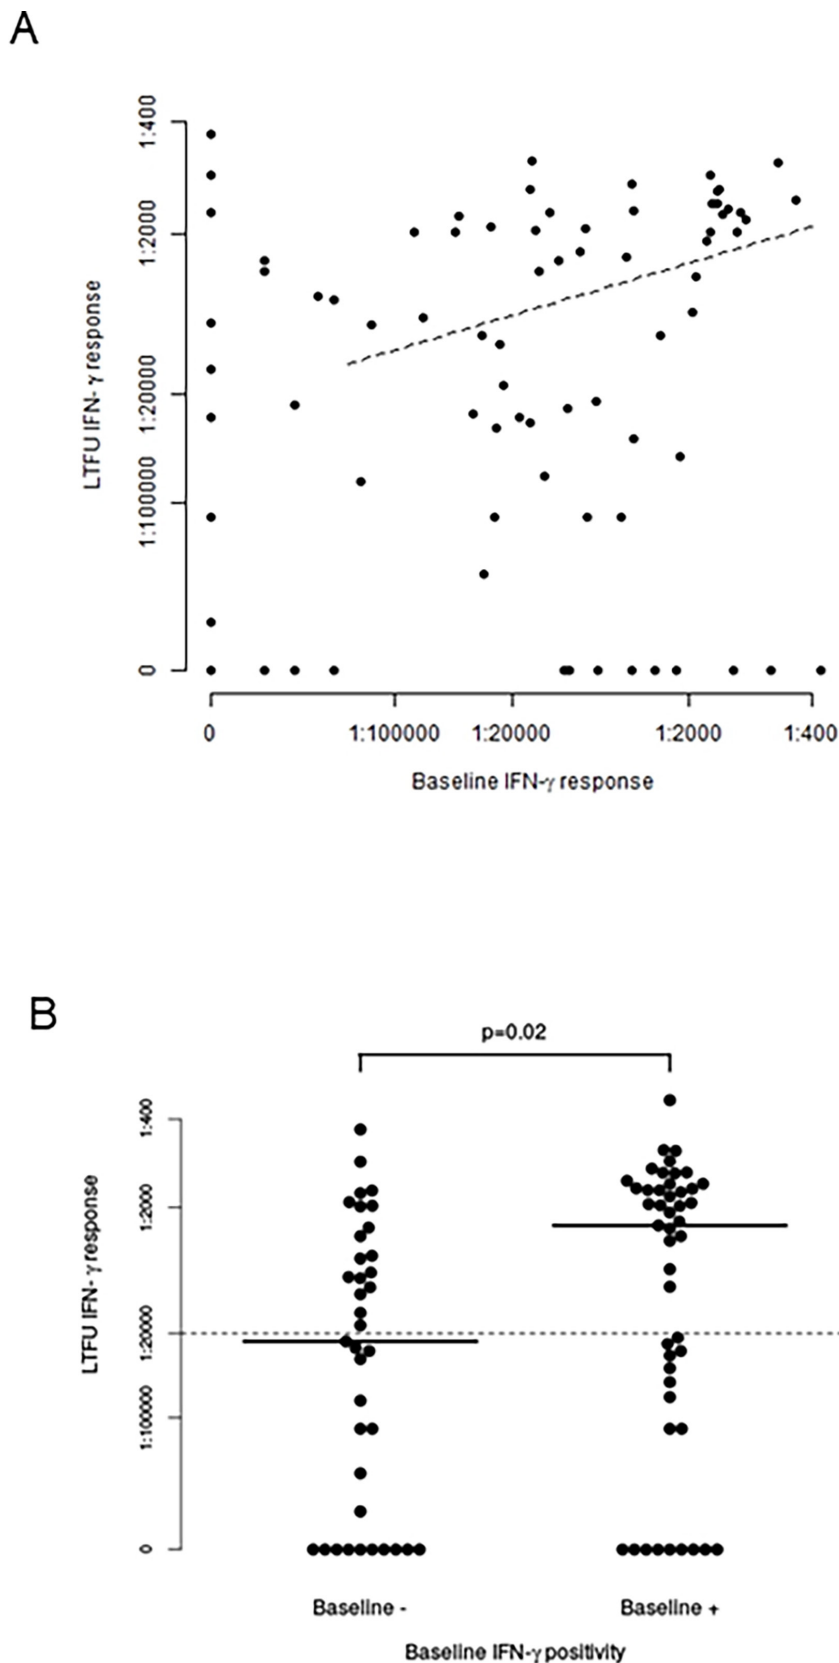 A
1:400
1:2000
1:20000
1:100000
0
LTFU IFN-γ response
0 1:100000 1:20000 1:2000 1:400
Baseline IFN-γ response
B
p=0.02
1:400
1:2000
1:20000
1:100000
0
LTFU IFN-γ response
Baseline - Baseline +
Baseline IFN-γ positivity